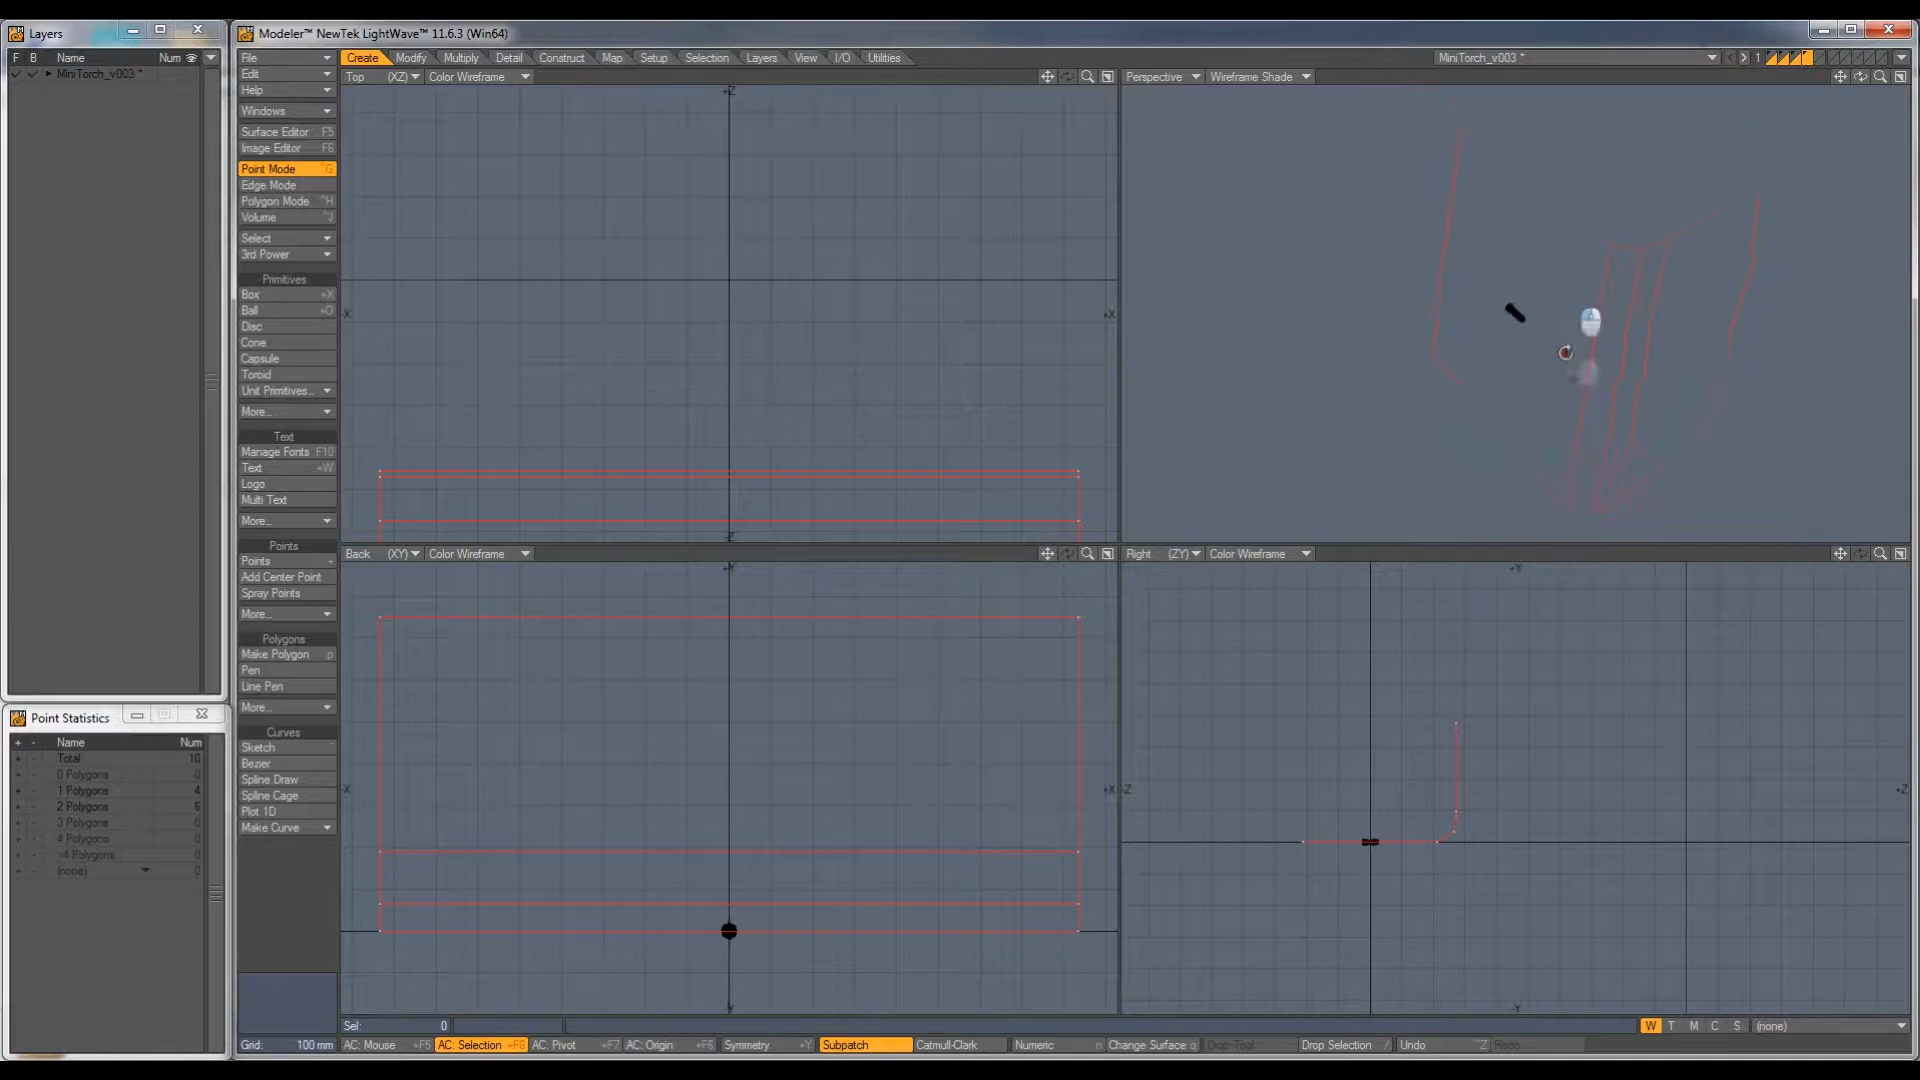 Layers
F B Name Num
MiniTorch_v003 *
Point Statistics
+ - Name Num
+ - Total 10
+ - 0 Polygons 0
+ - 1 Polygons 4
+ - 2 Polygons 6
+ - 3 Polygons 0
+ - 4 Polygons 0
+ - >4 Polygons 0
+ - (none) 0
Modeler™ NewTek LightWave™ 11.6.3 (Win64)
Create Modify Multiply Detail Construct Map Setup Selection Layers View I/O Utilities
MiniTorch_v003 * 1
File
Edit
Help
Windows
Surface Editor F5
Image Editor F6
Point Mode ^G
Edge Mode
Polygon Mode ^H
Volume ^J
Select
3rd Power
Primitives
Box +X
Ball +O
Disc
Cone
Capsule
Toroid
Unit Primitives...
More...
Text
Manage Fonts F10
Text +W
Logo
Multi Text
More...
Points
Points +
Add Center Point
Spray Points
More...
Polygons
Make Polygon p
Pen
Line Pen
More...
Curves
Sketch
Bezier
Spline Draw
Spline Cage
Plot 1D
Make Curve
Top (XZ) Color Wireframe
+Z
-X +X
-Z
Perspective Wireframe Shade
Back (XY) Color Wireframe
+Y
-X +X
-Y
Right (ZY) Color Wireframe
+Y
-Z +Z
-Y
Sel: 0
W T M C S (none)
Grid: 100 mm
AC: Mouse +F5 AC: Selection +F8 AC: Pivot +F7 AC: Origin +F6 Symmetry +Y Subpatch Catmull-Clark Numeric n Change Surface q Drop Tool Drop Selection / Undo ^Z Redo